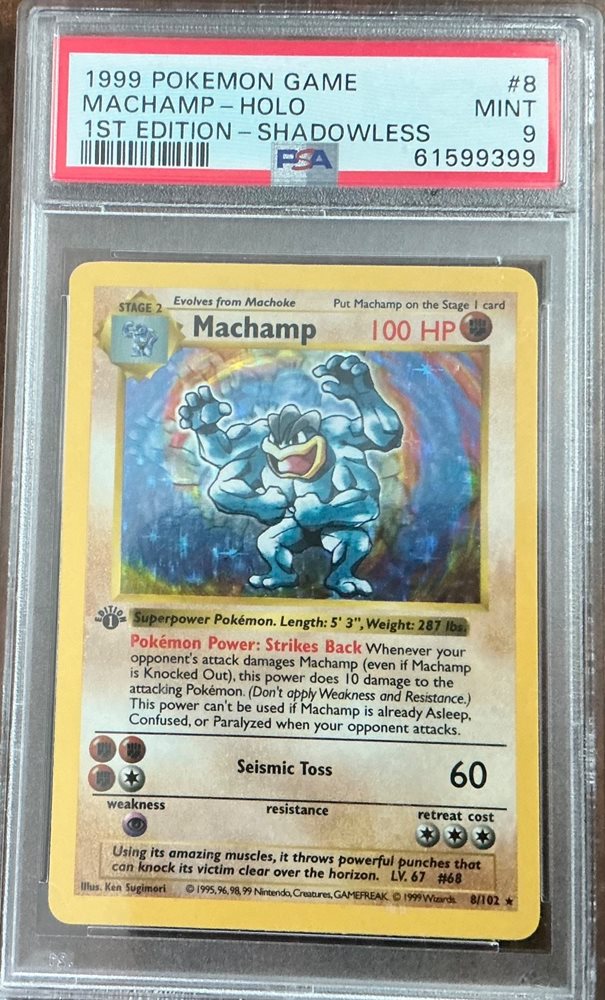 1999 POKEMON GAME #8
MACHAMP - HOLO MINT
1ST EDITION - SHADOWLESS 9
PSA 61599399
STAGE 2 Evolves from Machoke Put Machamp on the Stage 1 card
Machamp 100 HP
EDITION 1
Superpower Pokémon. Length: 5' 3", Weight: 287 lbs.
Pokémon Power: Strikes Back Whenever your
opponent's attack damages Machamp (even if Machamp
is Knocked Out), this power does 10 damage to the
attacking Pokémon. (Don't apply Weakness and Resistance.)
This power can't be used if Machamp is already Asleep,
Confused, or Paralyzed when your opponent attacks.
Seismic Toss 60
weakness resistance retreat cost
Using its amazing muscles, it throws powerful punches that
can knock its victim clear over the horizon. LV. 67 #68
Illus. Ken Sugimori © 1995, 96, 98, 99 Nintendo, Creatures, GAMEFREAK. © 1999 Wizards. 8/102 ★